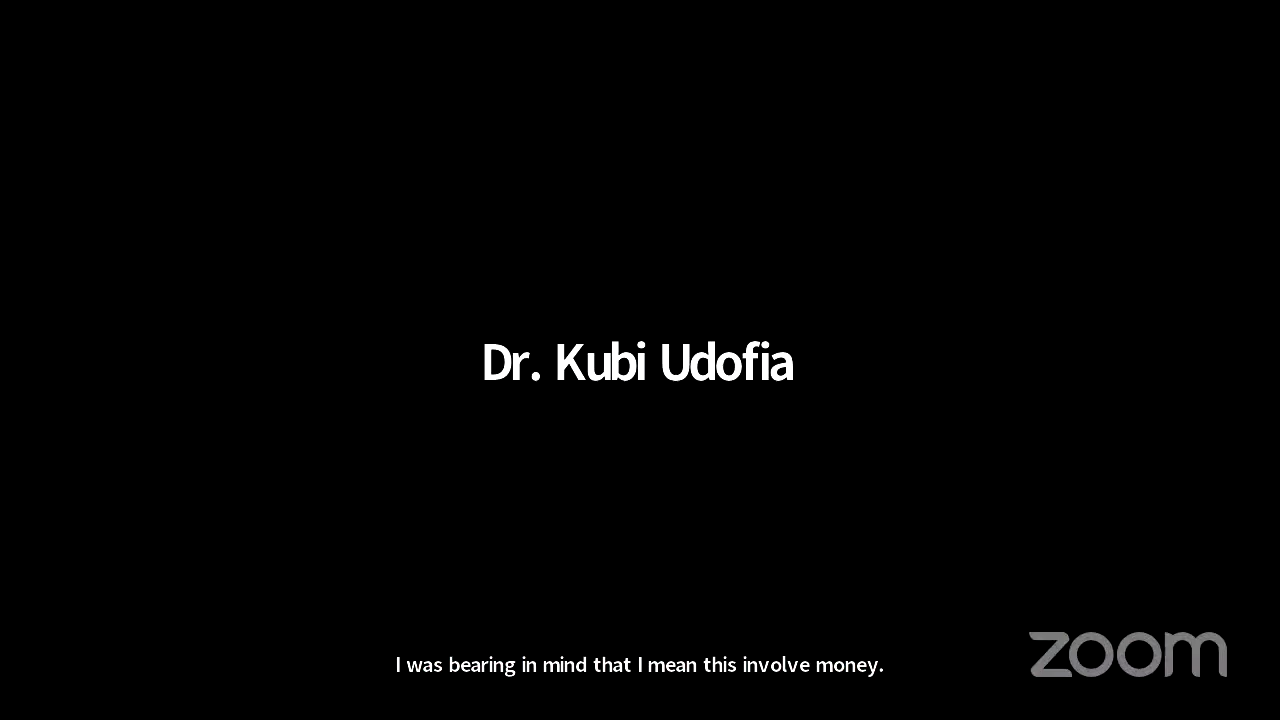 Dr. Kubi Udofia
I was bearing in mind that I mean this involve money.
zoom